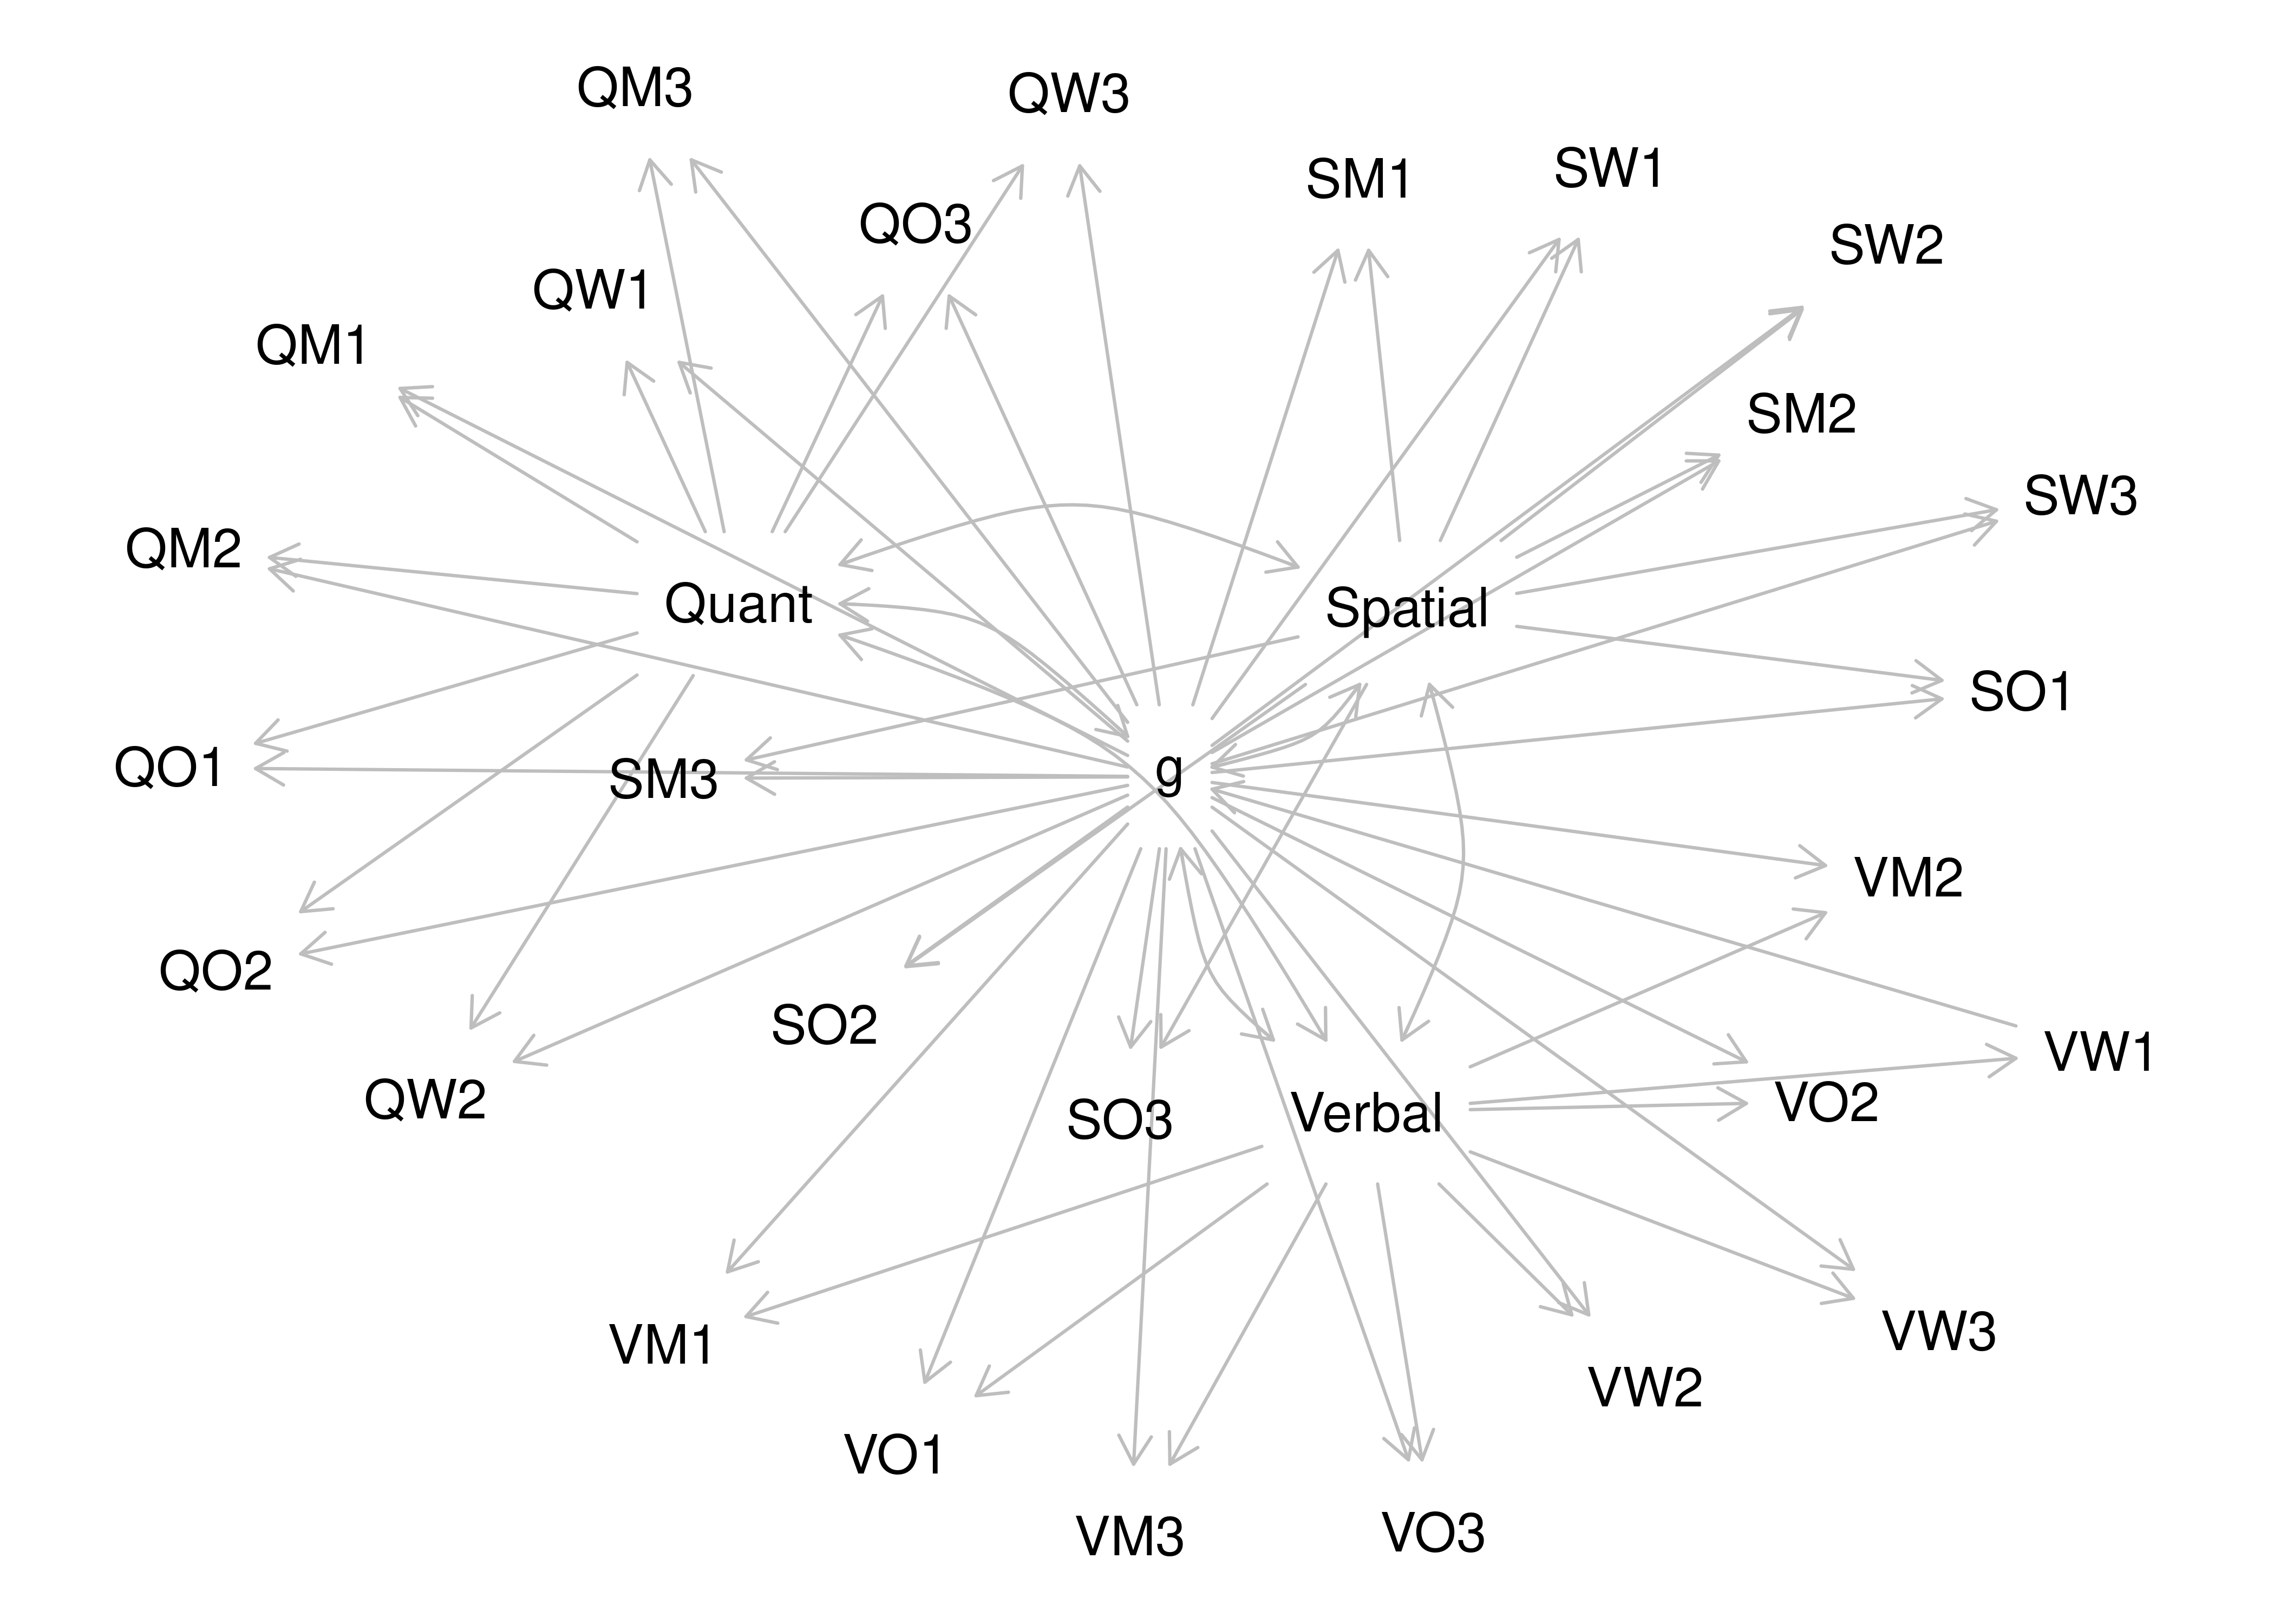 QM3
QW3
SM1
SW1
QO3
SW2
QW1
QM1
SM2
SW3
QM2
Quant
Spatial
SO1
QO1
SM3
g
VM2
QO2
SO2
VW1
QW2
SO3
Verbal
VO2
VM1
VW3
VW2
VO1
VM3
VO3